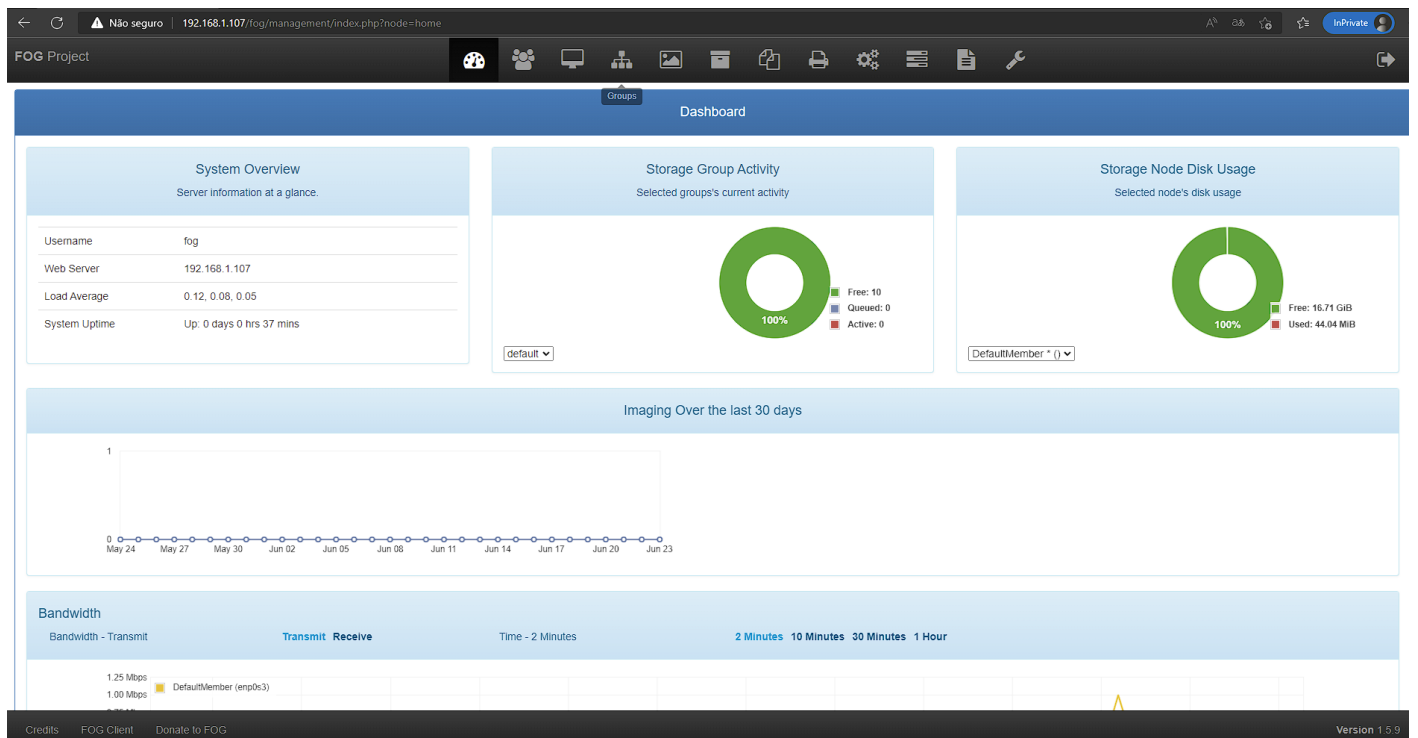 Não seguro 192.168.1.107/fog/management/index.php?node=home InPrivate
FOG Project
Groups
Dashboard
System Overview
Server information at a glance.
Username fog
Web Server 192.168.1.107
Load Average 0.12, 0.08, 0.05
System Uptime Up: 0 days 0 hrs 37 mins
Storage Group Activity
Selected groups's current activity
100%
Free: 10
Queued: 0
Active: 0
default
Storage Node Disk Usage
Selected node's disk usage
100%
Free: 16.71 GiB
Used: 44.04 MiB
DefaultMember * ()
Imaging Over the last 30 days
1
0
May 24 May 27 May 30 Jun 02 Jun 05 Jun 08 Jun 11 Jun 14 Jun 17 Jun 20 Jun 23
Bandwidth
Bandwidth - Transmit Transmit Receive Time - 2 Minutes 2 Minutes 10 Minutes 30 Minutes 1 Hour
1.25 Mbps
1.00 Mbps
DefaultMember (enp0s3)
Credits FOG Client Donate to FOG Version 1.5.9